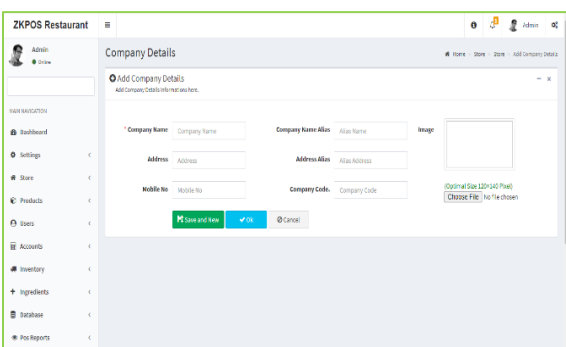 ZKPOS Restaurant
Admin
Admin
Online
Company Details
Home > Store > Store > Add Company Details
Add Company Details
Add Company Details informations here.
MAIN NAVIGATION
Dashboard
Settings
Store
Products
Users
Accounts
Inventory
Ingredients
Database
Pos Reports
* Company Name
Company Name
Company Name Alias
Alias Name
Image
Address
Address
Address Alias
Alias Address
Mobile No
Mobile No
Company Code.
Company Code
(Optimal Size 120×140 Pixel)
Choose File No file chosen
Save and New
Ok
Cancel